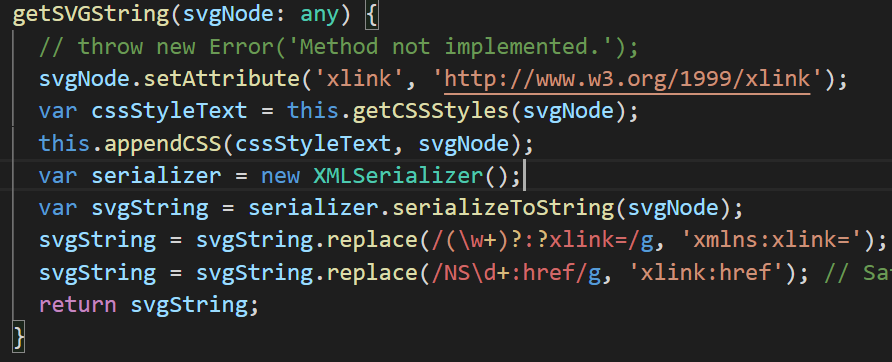 getSVGString(svgNode: any) {
// throw new Error('Method not implemented.');
svgNode.setAttribute('xlink', 'http://www.w3.org/1999/xlink');
var cssStyleText = this.getCSSStyles(svgNode);
this.appendCSS(cssStyleText, svgNode);
var serializer = new XMLSerializer();
var svgString = serializer.serializeToString(svgNode);
svgString = svgString.replace(/(\w+)?:?xlink=/g, 'xmlns:xlink=');
svgString = svgString.replace(/NS\d+:href/g, 'xlink:href'); //
return svgString;
}